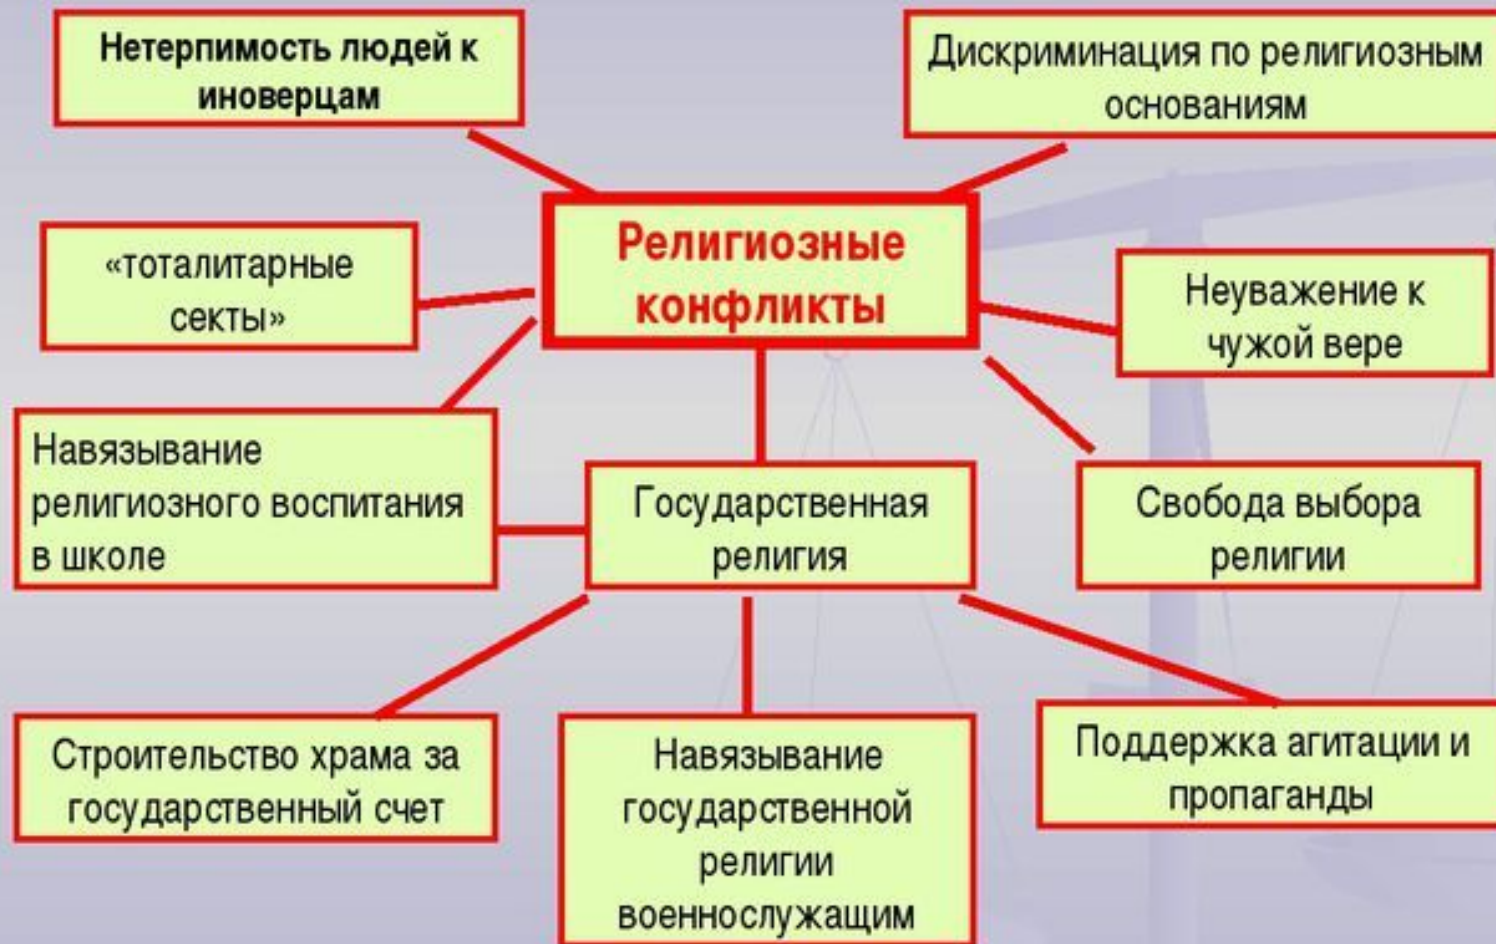 Нетерпимость людей к
иноверцам
Дискриминация по религиозным
основаниям
Религиозные
конфликты
«тоталитарные
секты»
Неуважение к
чужой вере
Навязывание
религиозного воспитания
в школе
Государственная
религия
Свобода выбора
религии
Строительство храма за
государственный счет
Навязывание
государственной
религии
военнослужащим
Поддержка агитации и
пропаганды